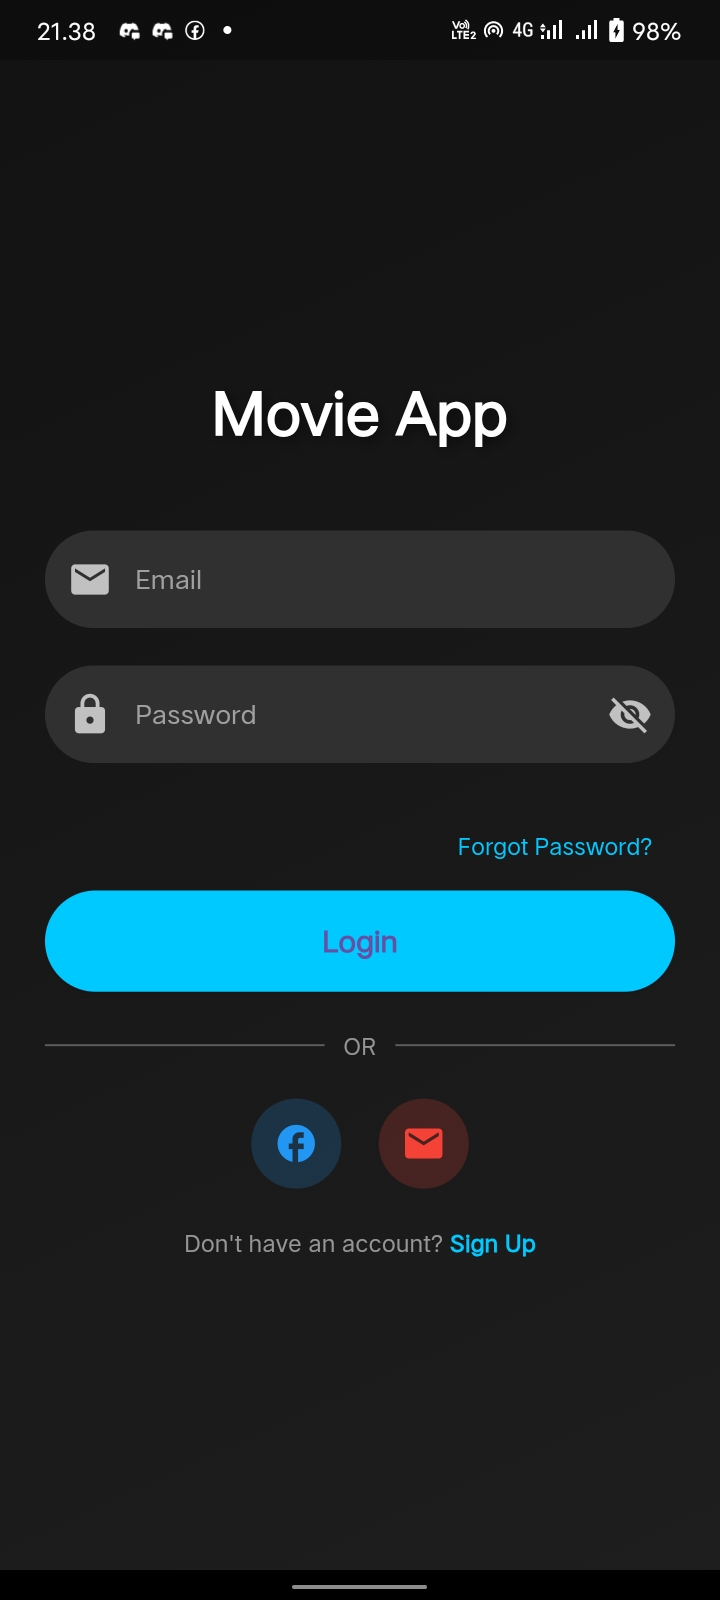 21.38 Vo) LTE2 4G 98%
Movie App
Email
Password
Forgot Password?
Login
OR
Don't have an account? Sign Up